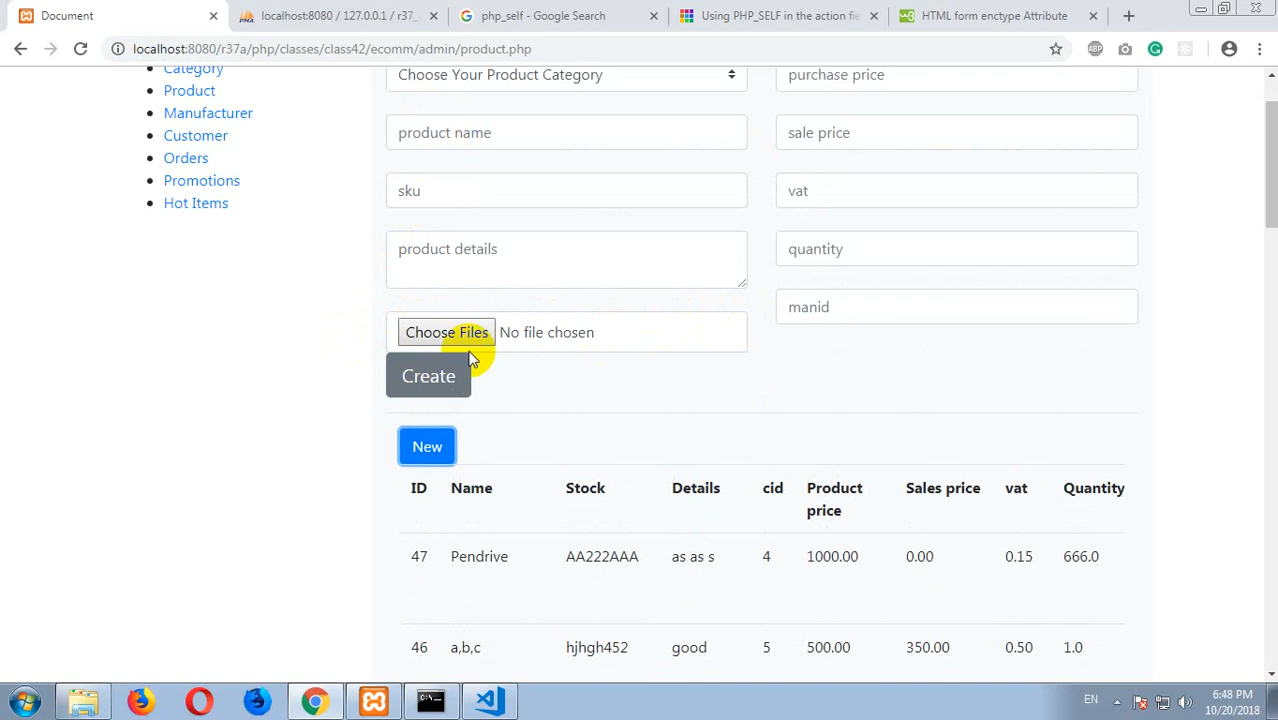 Document
localhost:8080 / 127.0.0.1 / r37_
php_self - Google Search
Using PHP_SELF in the action fie
HTML form enctype Attribute
localhost:8080/r37a/php/classes/class42/ecomm/admin/product.php
ABP
Category
Product
Manufacturer
Customer
Orders
Promotions
Hot Items
Choose Your Product Category
purchase price
product name
sale price
sku
vat
product details
quantity
manid
Choose Files No file chosen
Create
New
ID Name Stock Details cid Product price Sales price vat Quantity
47 Pendrive AA222AAA as as s 4 1000.00 0.00 0.15 666.0
46 a,b,c hjhgh452 good 5 500.00 350.00 0.50 1.0
EN
6:48 PM
10/20/2018